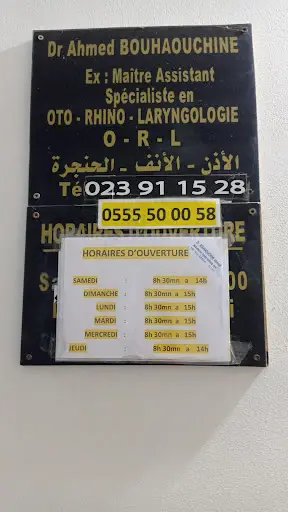 Dr Ahmed BOUHAOUCHINE
Ex : Maitre Assistant
Spécialiste en
OTO - RHINO - LARYNGOLOGIE
O - R - L
الأذن - الأنف - الحنجرة
Té 023 91 15 28
0555 50 00 58
HORAIRES D'OUVERTURE
HORAIRES D'OUVERTURE
SAMEDI 8h 30mn a 14h
DIMANCHE : 8h 30mn a 15h
LUNDI : 8h 30mn a 15h
MARDI : 8h 30mn a 15h
MERCREDI : 8h 30mn a 15h
JEUDI 8h 30mn a 14h